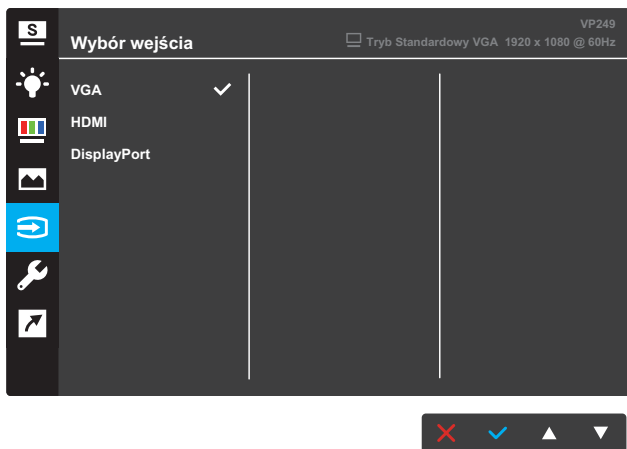 S
VP249
Wybór wejścia
Tryb Standardowy VGA 1920 x 1080 @ 60Hz
VGA
HDMI
DisplayPort